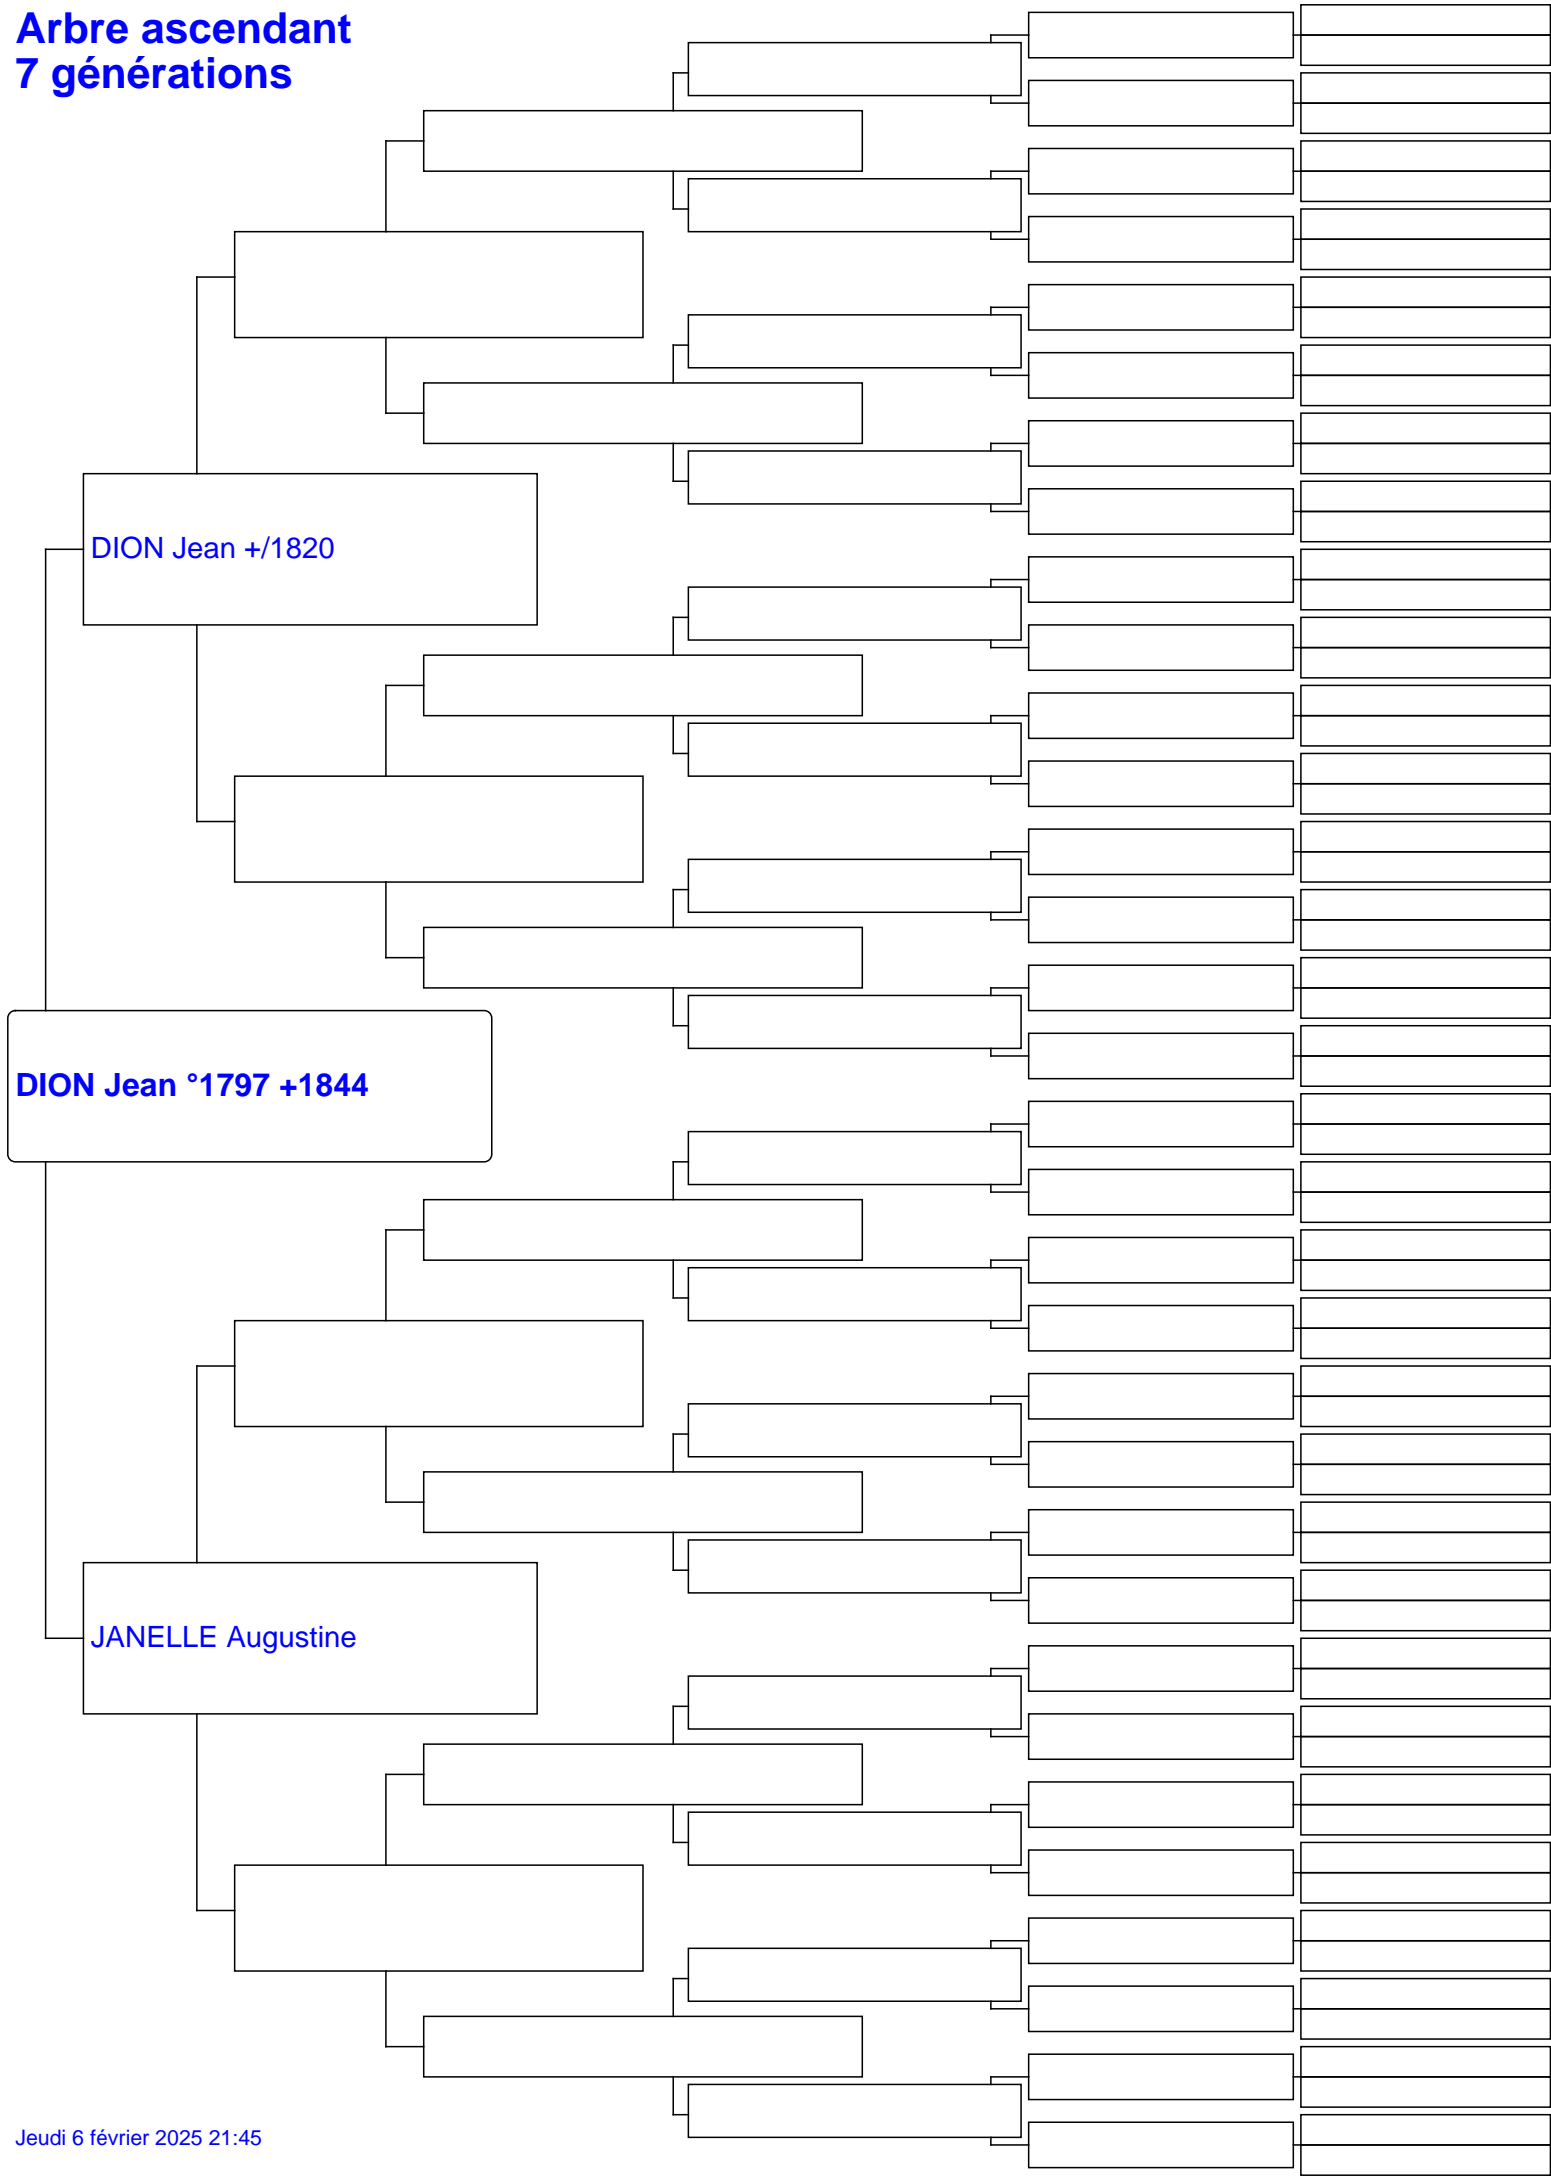 Arbre ascendant
7 générations
DION Jean +/1820
DION Jean °1797 +1844
JANELLE Augustine
Jeudi 6 février 2025 21:45